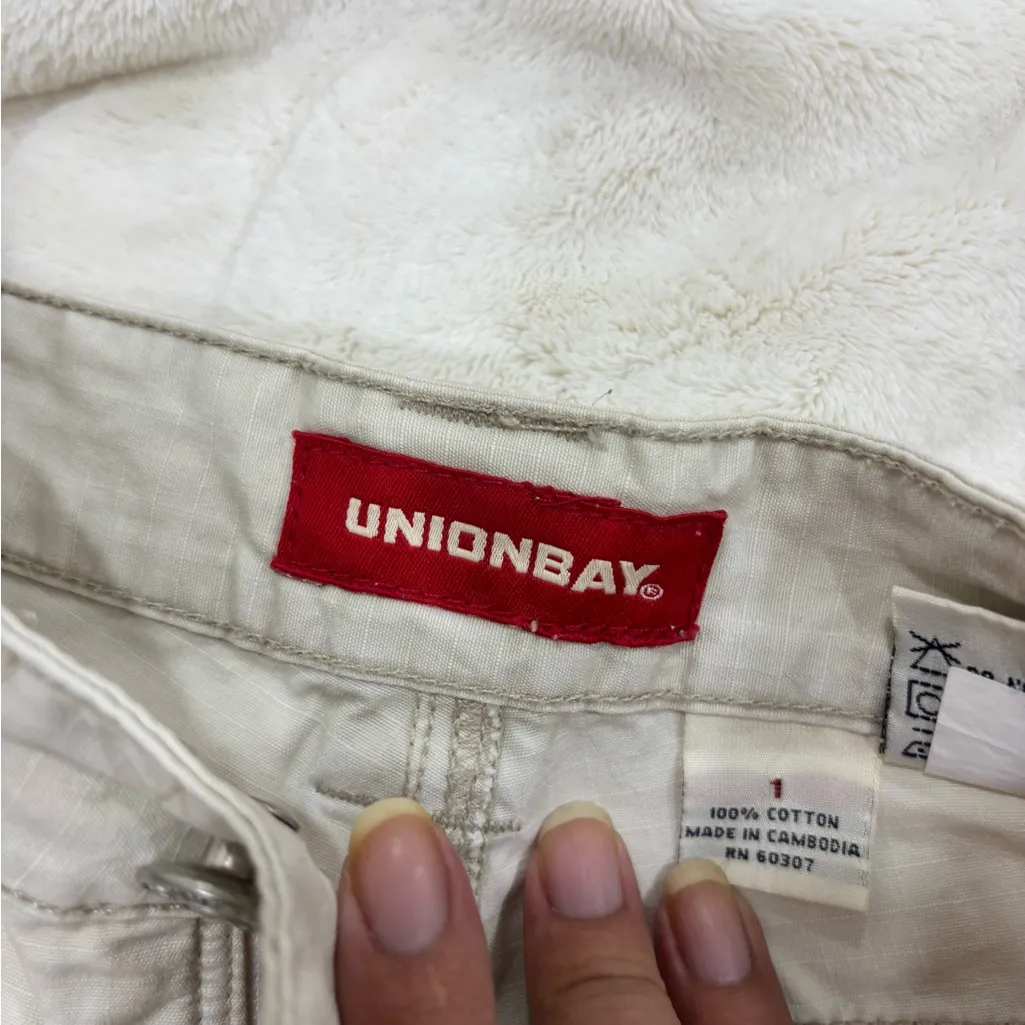 UNIONBAY®
1
100% COTTON
MADE IN CAMBODIA
RN 60307